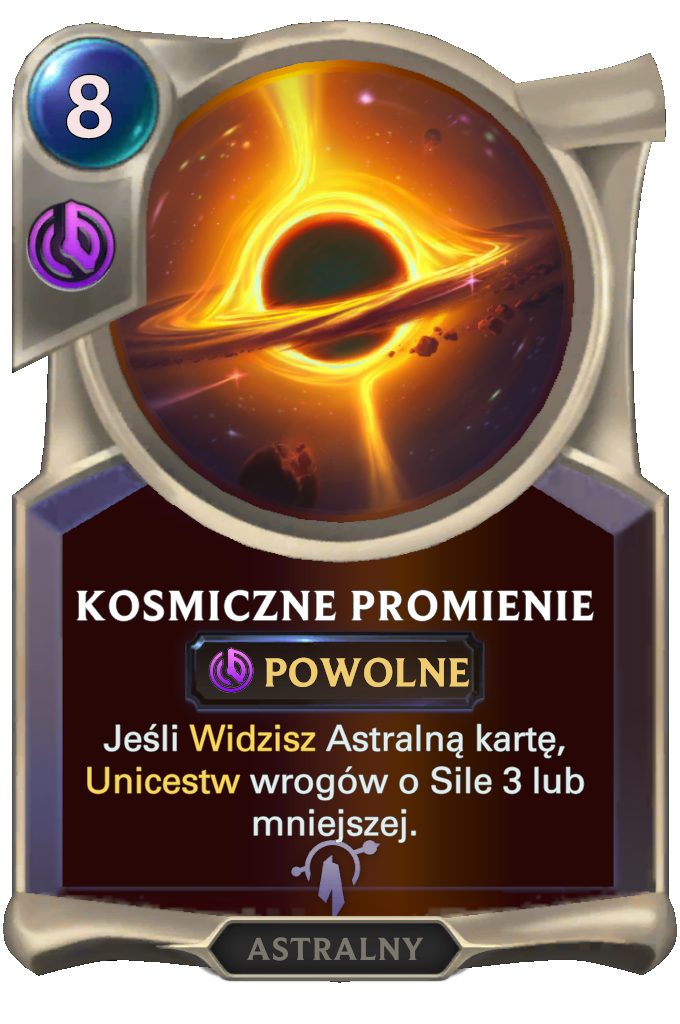 8
KOSMICZNE PROMIENIE
POWOLNE
Jeśli Widzisz Astralną kartę,
Unicestw wrogów o Sile 3 lub
mniejszej.
ASTRALNY